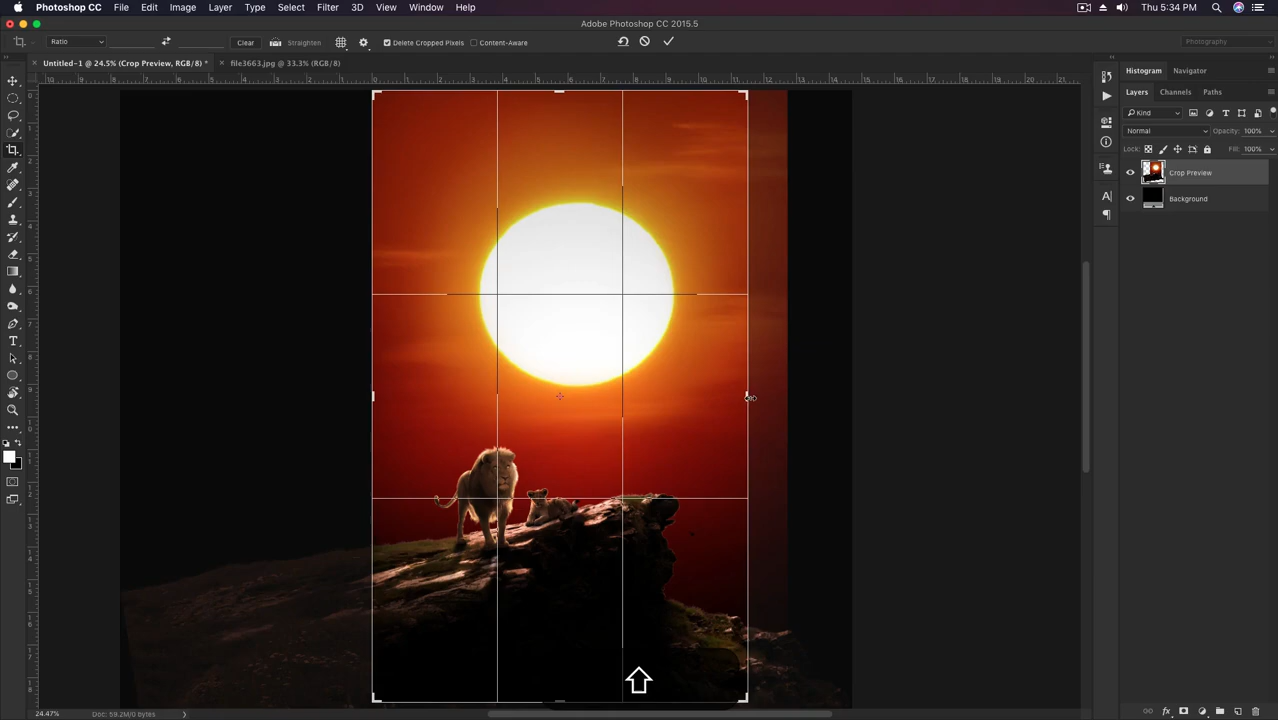 Photoshop CC File Edit Image Layer Type Select Filter 3D View Window Help Thu 5:34 PM
Adobe Photoshop CC 2015.5
Ratio Clear Straighten Delete Cropped Pixels Content-Aware Photography
Untitled-1 @ 24.5% (Crop Preview, RGB/8) * file3663.jpg @ 33.3% (RGB/8)
Histogram Navigator
Layers Channels Paths
Kind
Normal Opacity: 100%
Lock: Fill: 100%
Crop Preview
Background
24.47% Doc: 59.2M/0 bytes